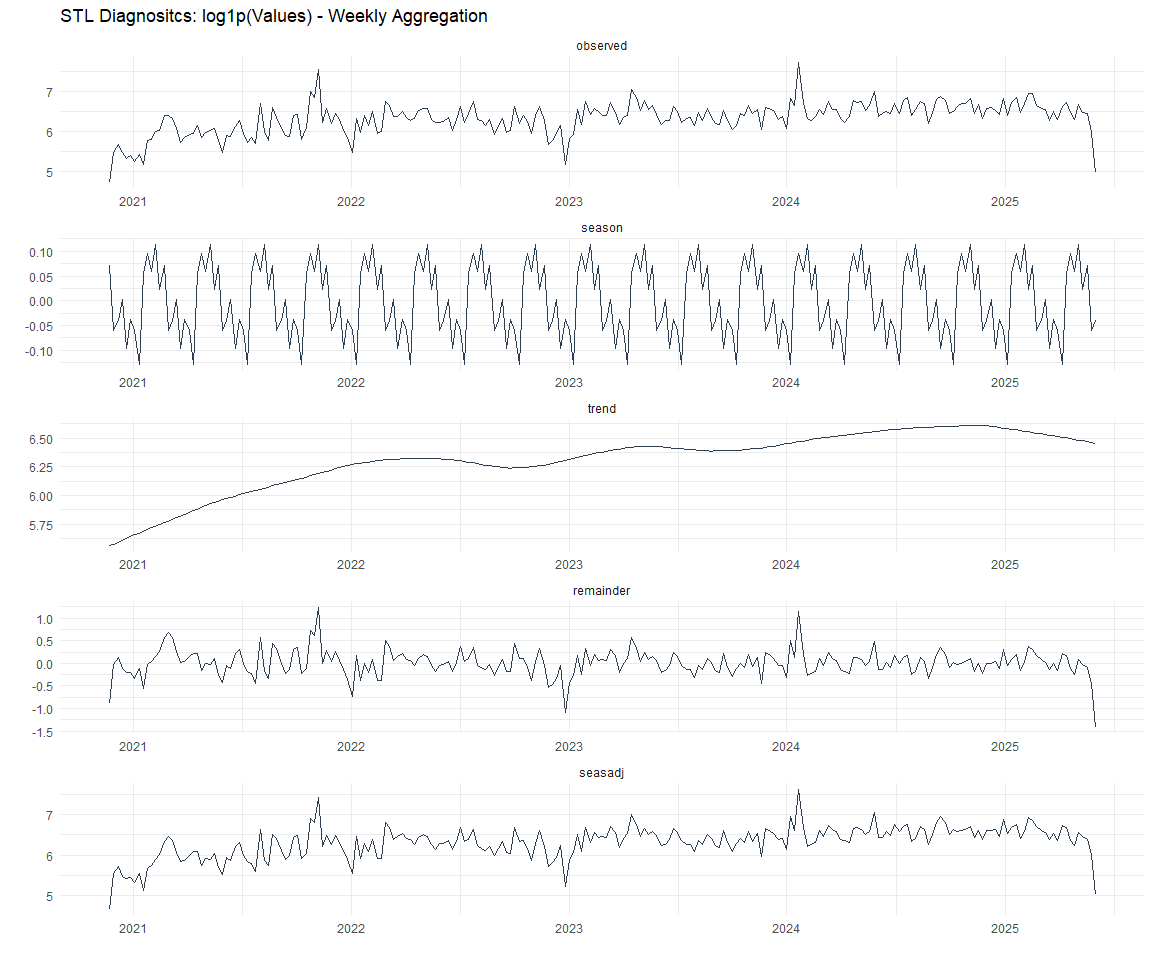 STL Diagnositcs: log1p(Values) - Weekly Aggregation
observed
7
6
5
2021 2022 2023 2024 2025
season
0.10
0.05
0.00
-0.05
-0.10
2021 2022 2023 2024 2025
trend
6.50
6.25
6.00
5.75
2021 2022 2023 2024 2025
remainder
1.0
0.5
0.0
-0.5
-1.0
-1.5
2021 2022 2023 2024 2025
seasadj
7
6
5
2021 2022 2023 2024 2025